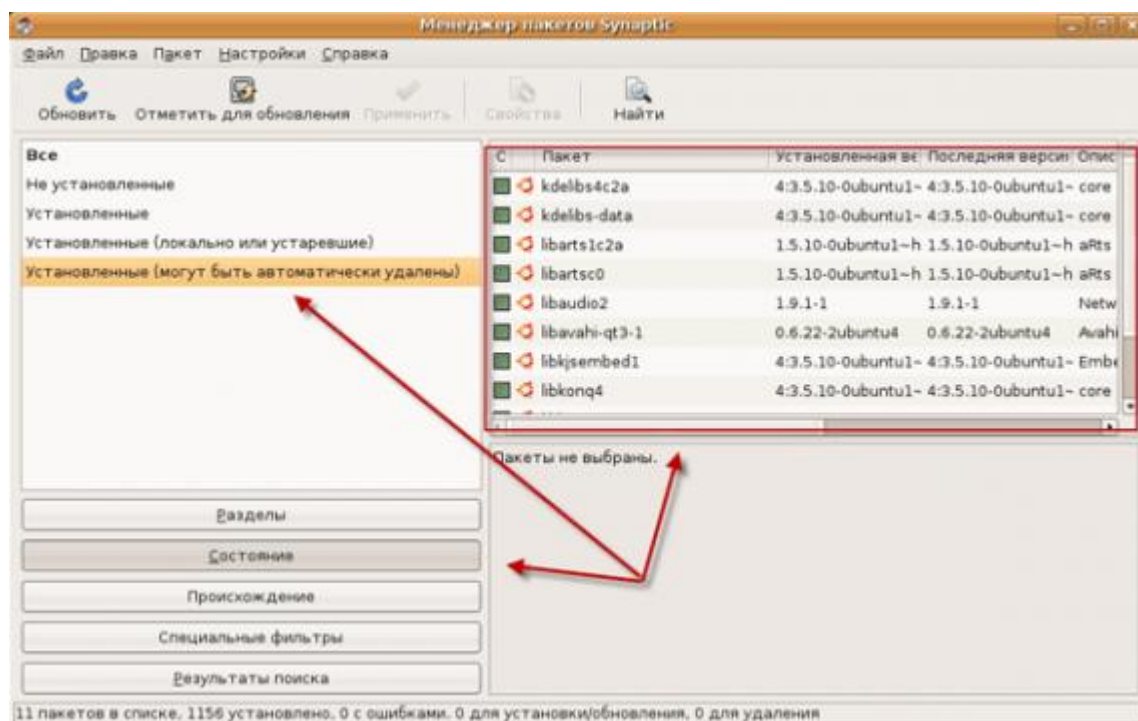 Менеджер пакетов Synaptic
Файл Правка Пакет Настройки Справка
Обновить Отметить для обновления Применить Свойства Найти
Все
Не установленные
Установленные
Установленные (локально или устаревшие)
Установленные (могут быть автоматически удалены)
С Пакет Установленная ве Последняя верси Опис
kdelibs4c2a 4:3.5.10-0ubuntu1~ 4:3.5.10-0ubuntu1~ core
kdelibs-data 4:3.5.10-0ubuntu1~ 4:3.5.10-0ubuntu1~ core
libarts1c2a 1.5.10-0ubuntu1~h 1.5.10-0ubuntu1~h aRts
libartsc0 1.5.10-0ubuntu1~h 1.5.10-0ubuntu1~h aRts
libaudio2 1.9.1-1 1.9.1-1 Netw
libavahi-qt3-1 0.6.22-2ubuntu4 0.6.22-2ubuntu4 Avahi
libkjsembed1 4:3.5.10-0ubuntu1~ 4:3.5.10-0ubuntu1~ Embe
libkonq4 4:3.5.10-0ubuntu1~ 4:3.5.10-0ubuntu1~ core
Пакеты не выбраны.
Разделы
Состояние
Происхождение
Специальные фильтры
Результаты поиска
11 пакетов в списке, 1156 установлено, 0 с ошибками. 0 для установки/обновления, 0 для удаления